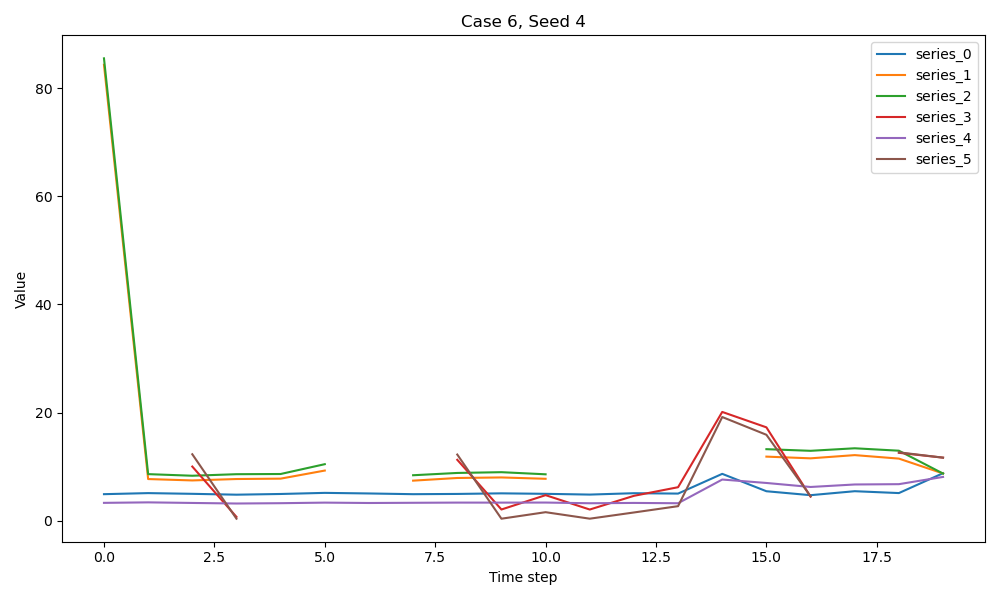 Case 6, Seed 4
series_0
series_1
series_2
series_3
series_4
series_5
Value
80
60
40
20
0
0.0 2.5 5.0 7.5 10.0 12.5 15.0 17.5
Time step